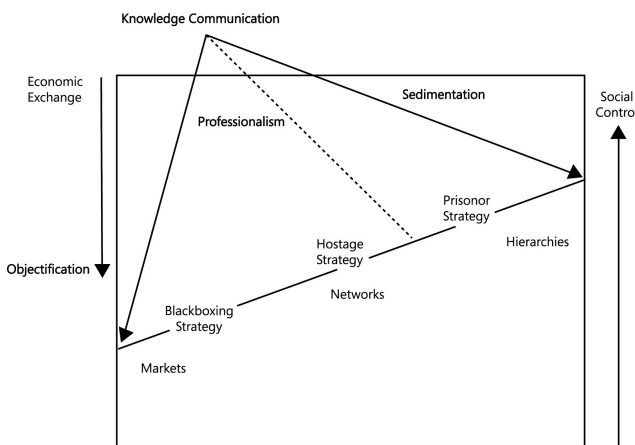 Knowledge Communication
Economic
Exchange
Sedimentation
Social
Contro
Professionalism
Prisonor
Strategy
Hierarchies
Hostage
Strategy
Objectification
Networks
Blackboxing
Strategy
Markets